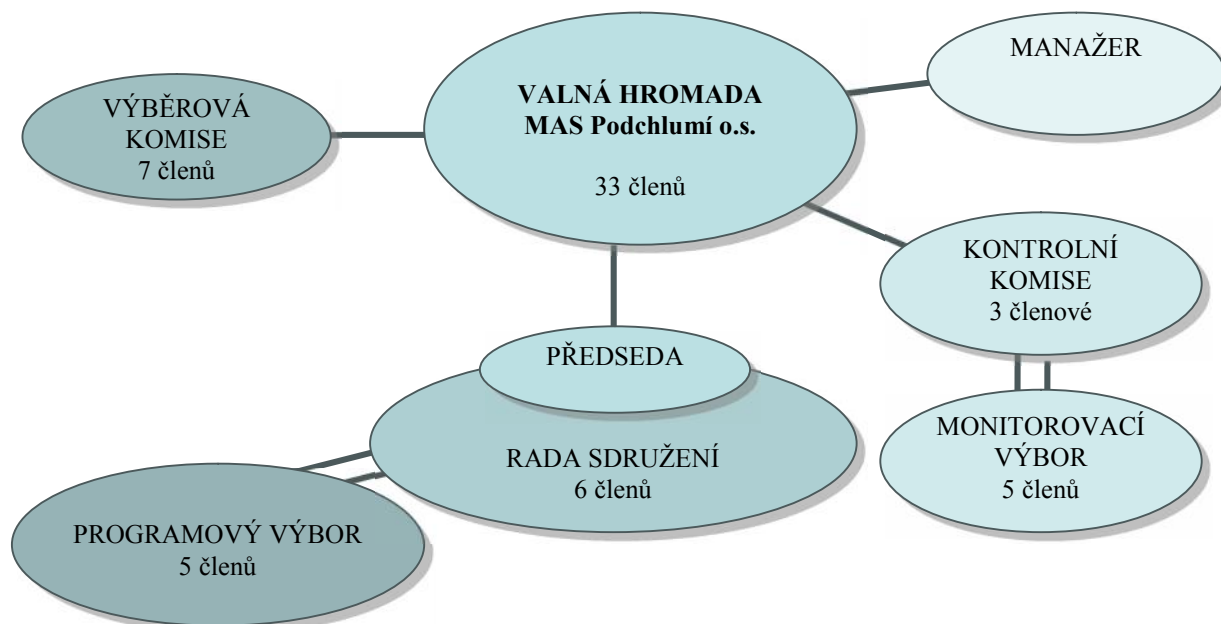 MANAŽER
VALNÁ HROMADA
MAS Podchlumí o.s.
33 členů
VÝBĚROVÁ
KOMISE
7 členů
KONTROLNÍ
KOMISE
3 členové
PŘEDSEDA
RADA SDRUŽENÍ
6 členů
MONITOROVACÍ
VÝBOR
5 členů
PROGRAMOVÝ VÝBOR
5 členů